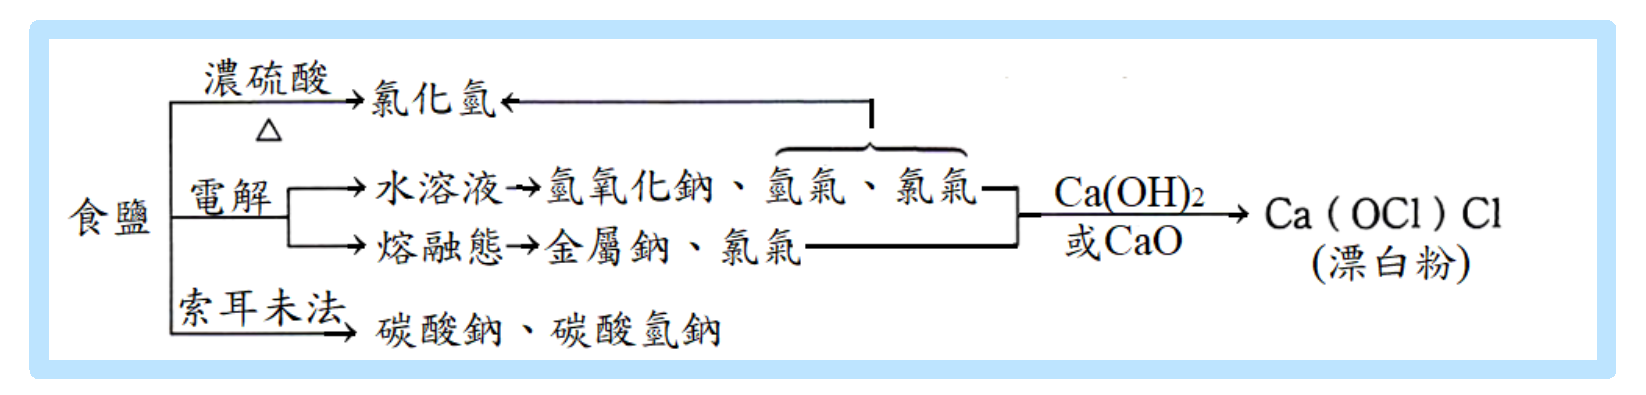 濃硫酸
△
氯化氫
食鹽
電解
水溶液
氫氧化鈉、氫氣、氯氣
Ca(OH)2
或CaO
Ca(OCl)Cl
(漂白粉)
熔融態
金屬鈉、氯氣
索耳未法
碳酸鈉、碳酸氫鈉